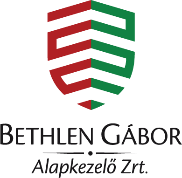 BETHLEN GÁBOR
Alapkezelő Zrt.